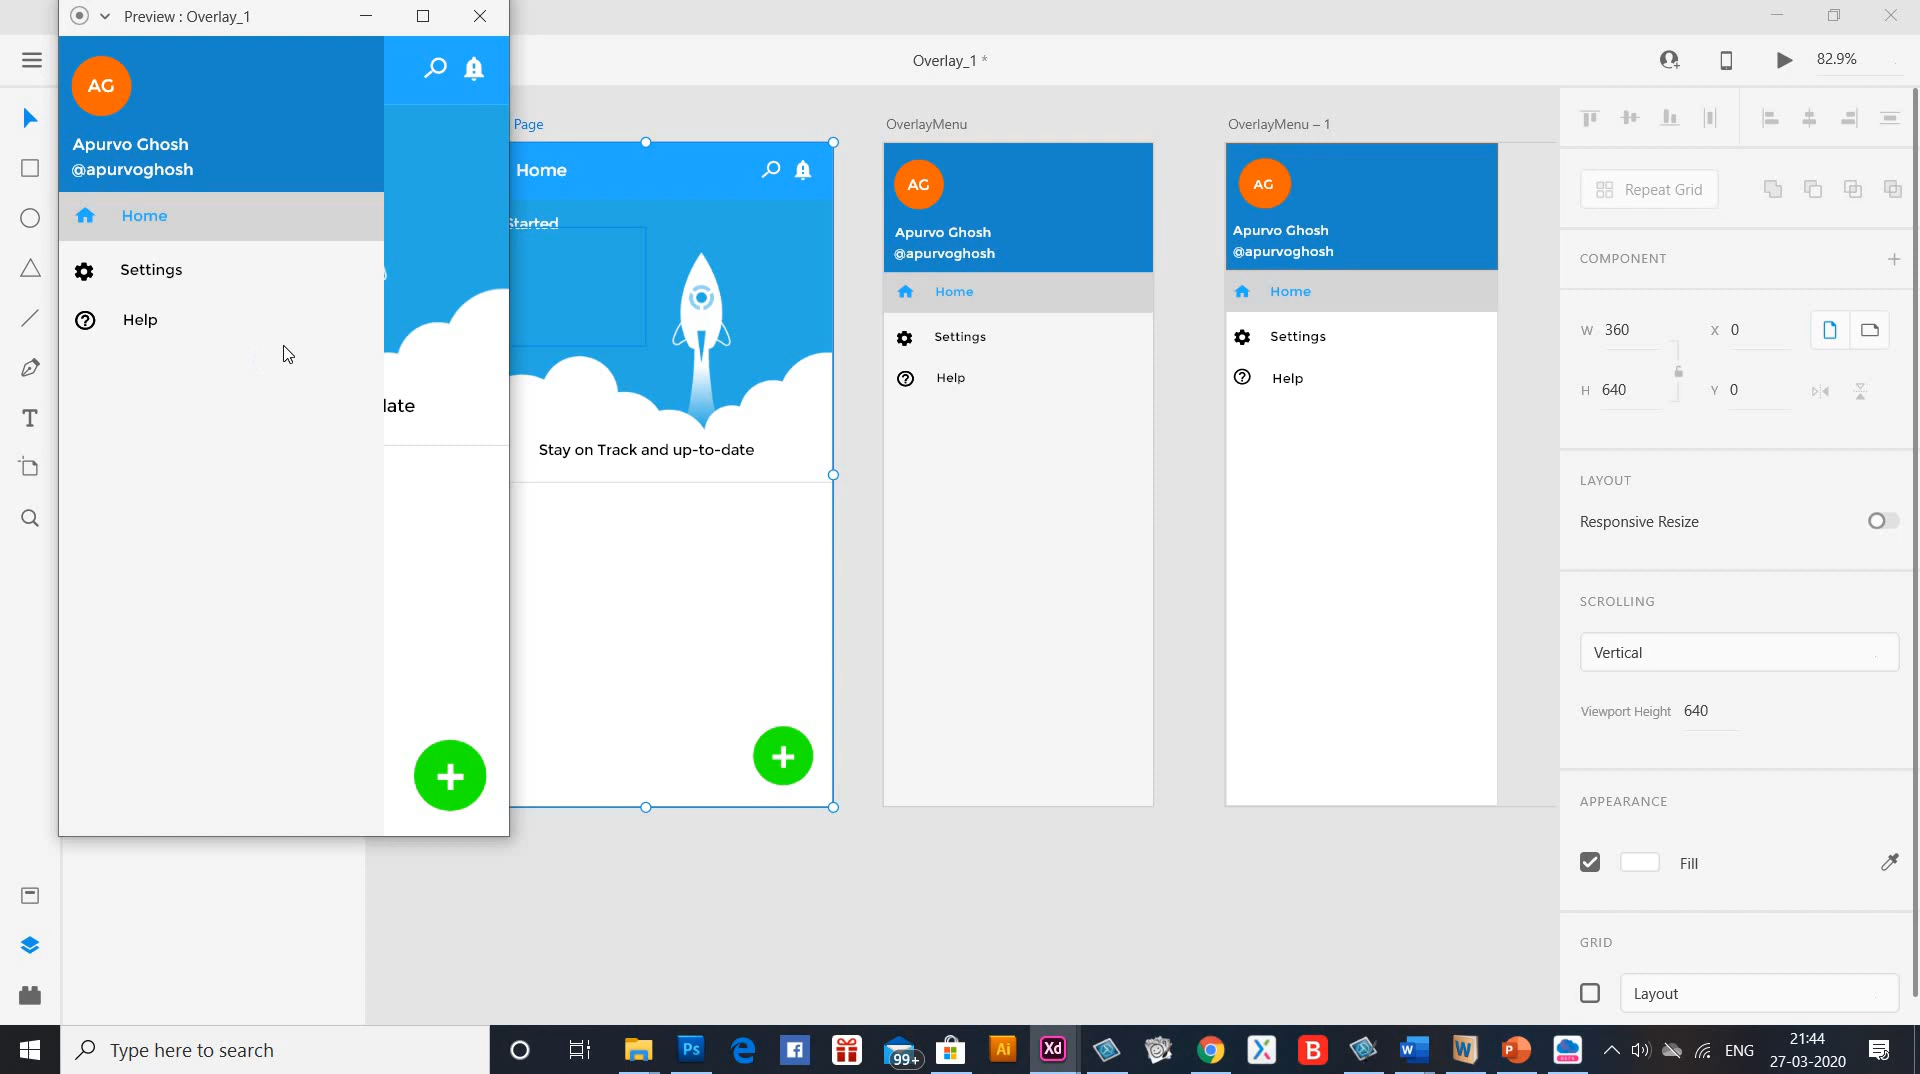 Preview : Overlay_1
Overlay_1 *
82.9%
AG
Apurvo Ghosh
@apurvoghosh
Home
Settings
Help
late
Page
Home
Started
Stay on Track and up-to-date
OverlayMenu
AG
Apurvo Ghosh
@apurvoghosh
Home
Settings
Help
OverlayMenu – 1
AG
Apurvo Ghosh
@apurvoghosh
Home
Settings
Help
Repeat Grid
COMPONENT
W 360
X 0
H 640
Y 0
LAYOUT
Responsive Resize
SCROLLING
Vertical
Viewport Height 640
APPEARANCE
Fill
GRID
Layout
Type here to search
Ps
99+
Ai
Xd
X
B
W
W
P
ENG
21:44
27-03-2020